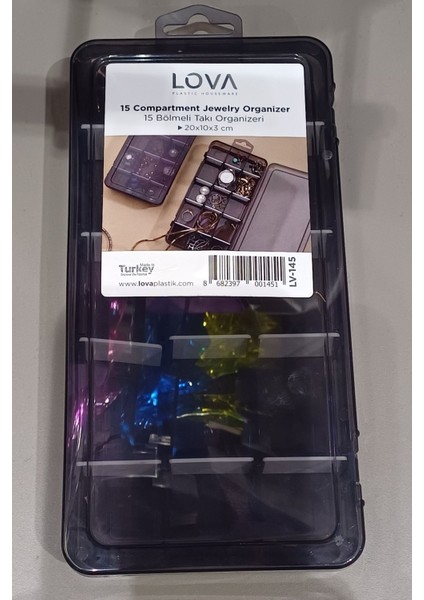 LOVA
PLASTIC HOUSEWARE
15 Compartment Jewelry Organizer
15 Bölmeli Takı Organizeri
▸ 20x10x3 cm
Made in
Turkey
www.lovaplastik.com
8 682397 001451
LV-145